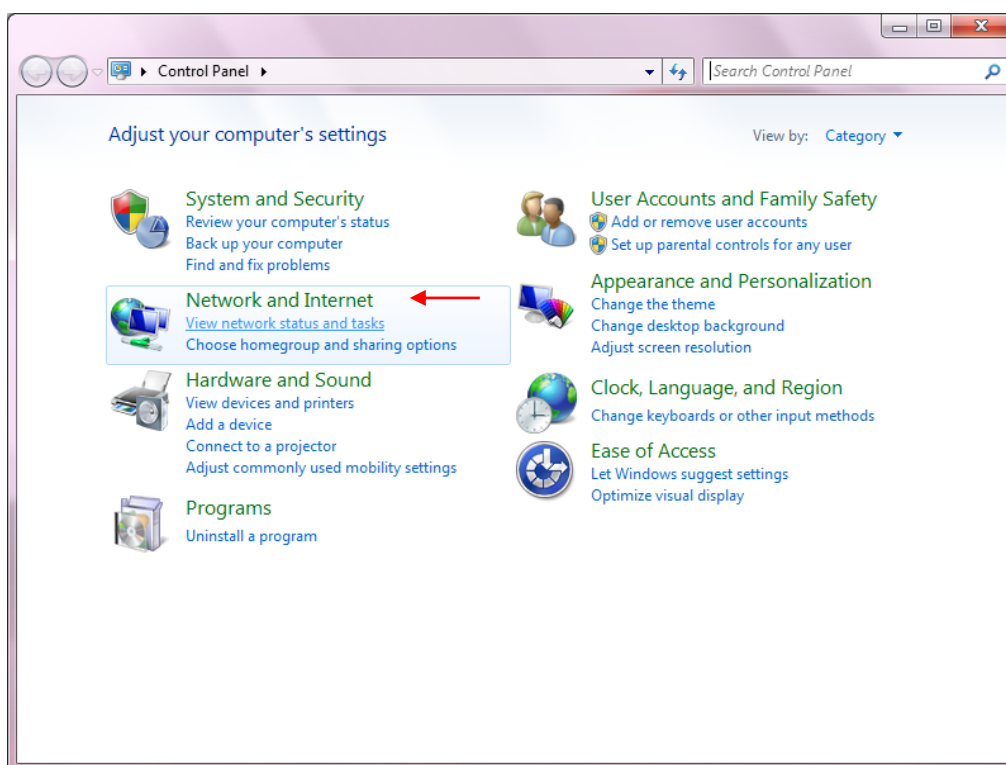 Control Panel
Search Control Panel
Adjust your computer's settings
View by: Category
System and Security
Review your computer's status
Back up your computer
Find and fix problems
Network and Internet
View network status and tasks
Choose homegroup and sharing options
Hardware and Sound
View devices and printers
Add a device
Connect to a projector
Adjust commonly used mobility settings
Programs
Uninstall a program
User Accounts and Family Safety
Add or remove user accounts
Set up parental controls for any user
Appearance and Personalization
Change the theme
Change desktop background
Adjust screen resolution
Clock, Language, and Region
Change keyboards or other input methods
Ease of Access
Let Windows suggest settings
Optimize visual display